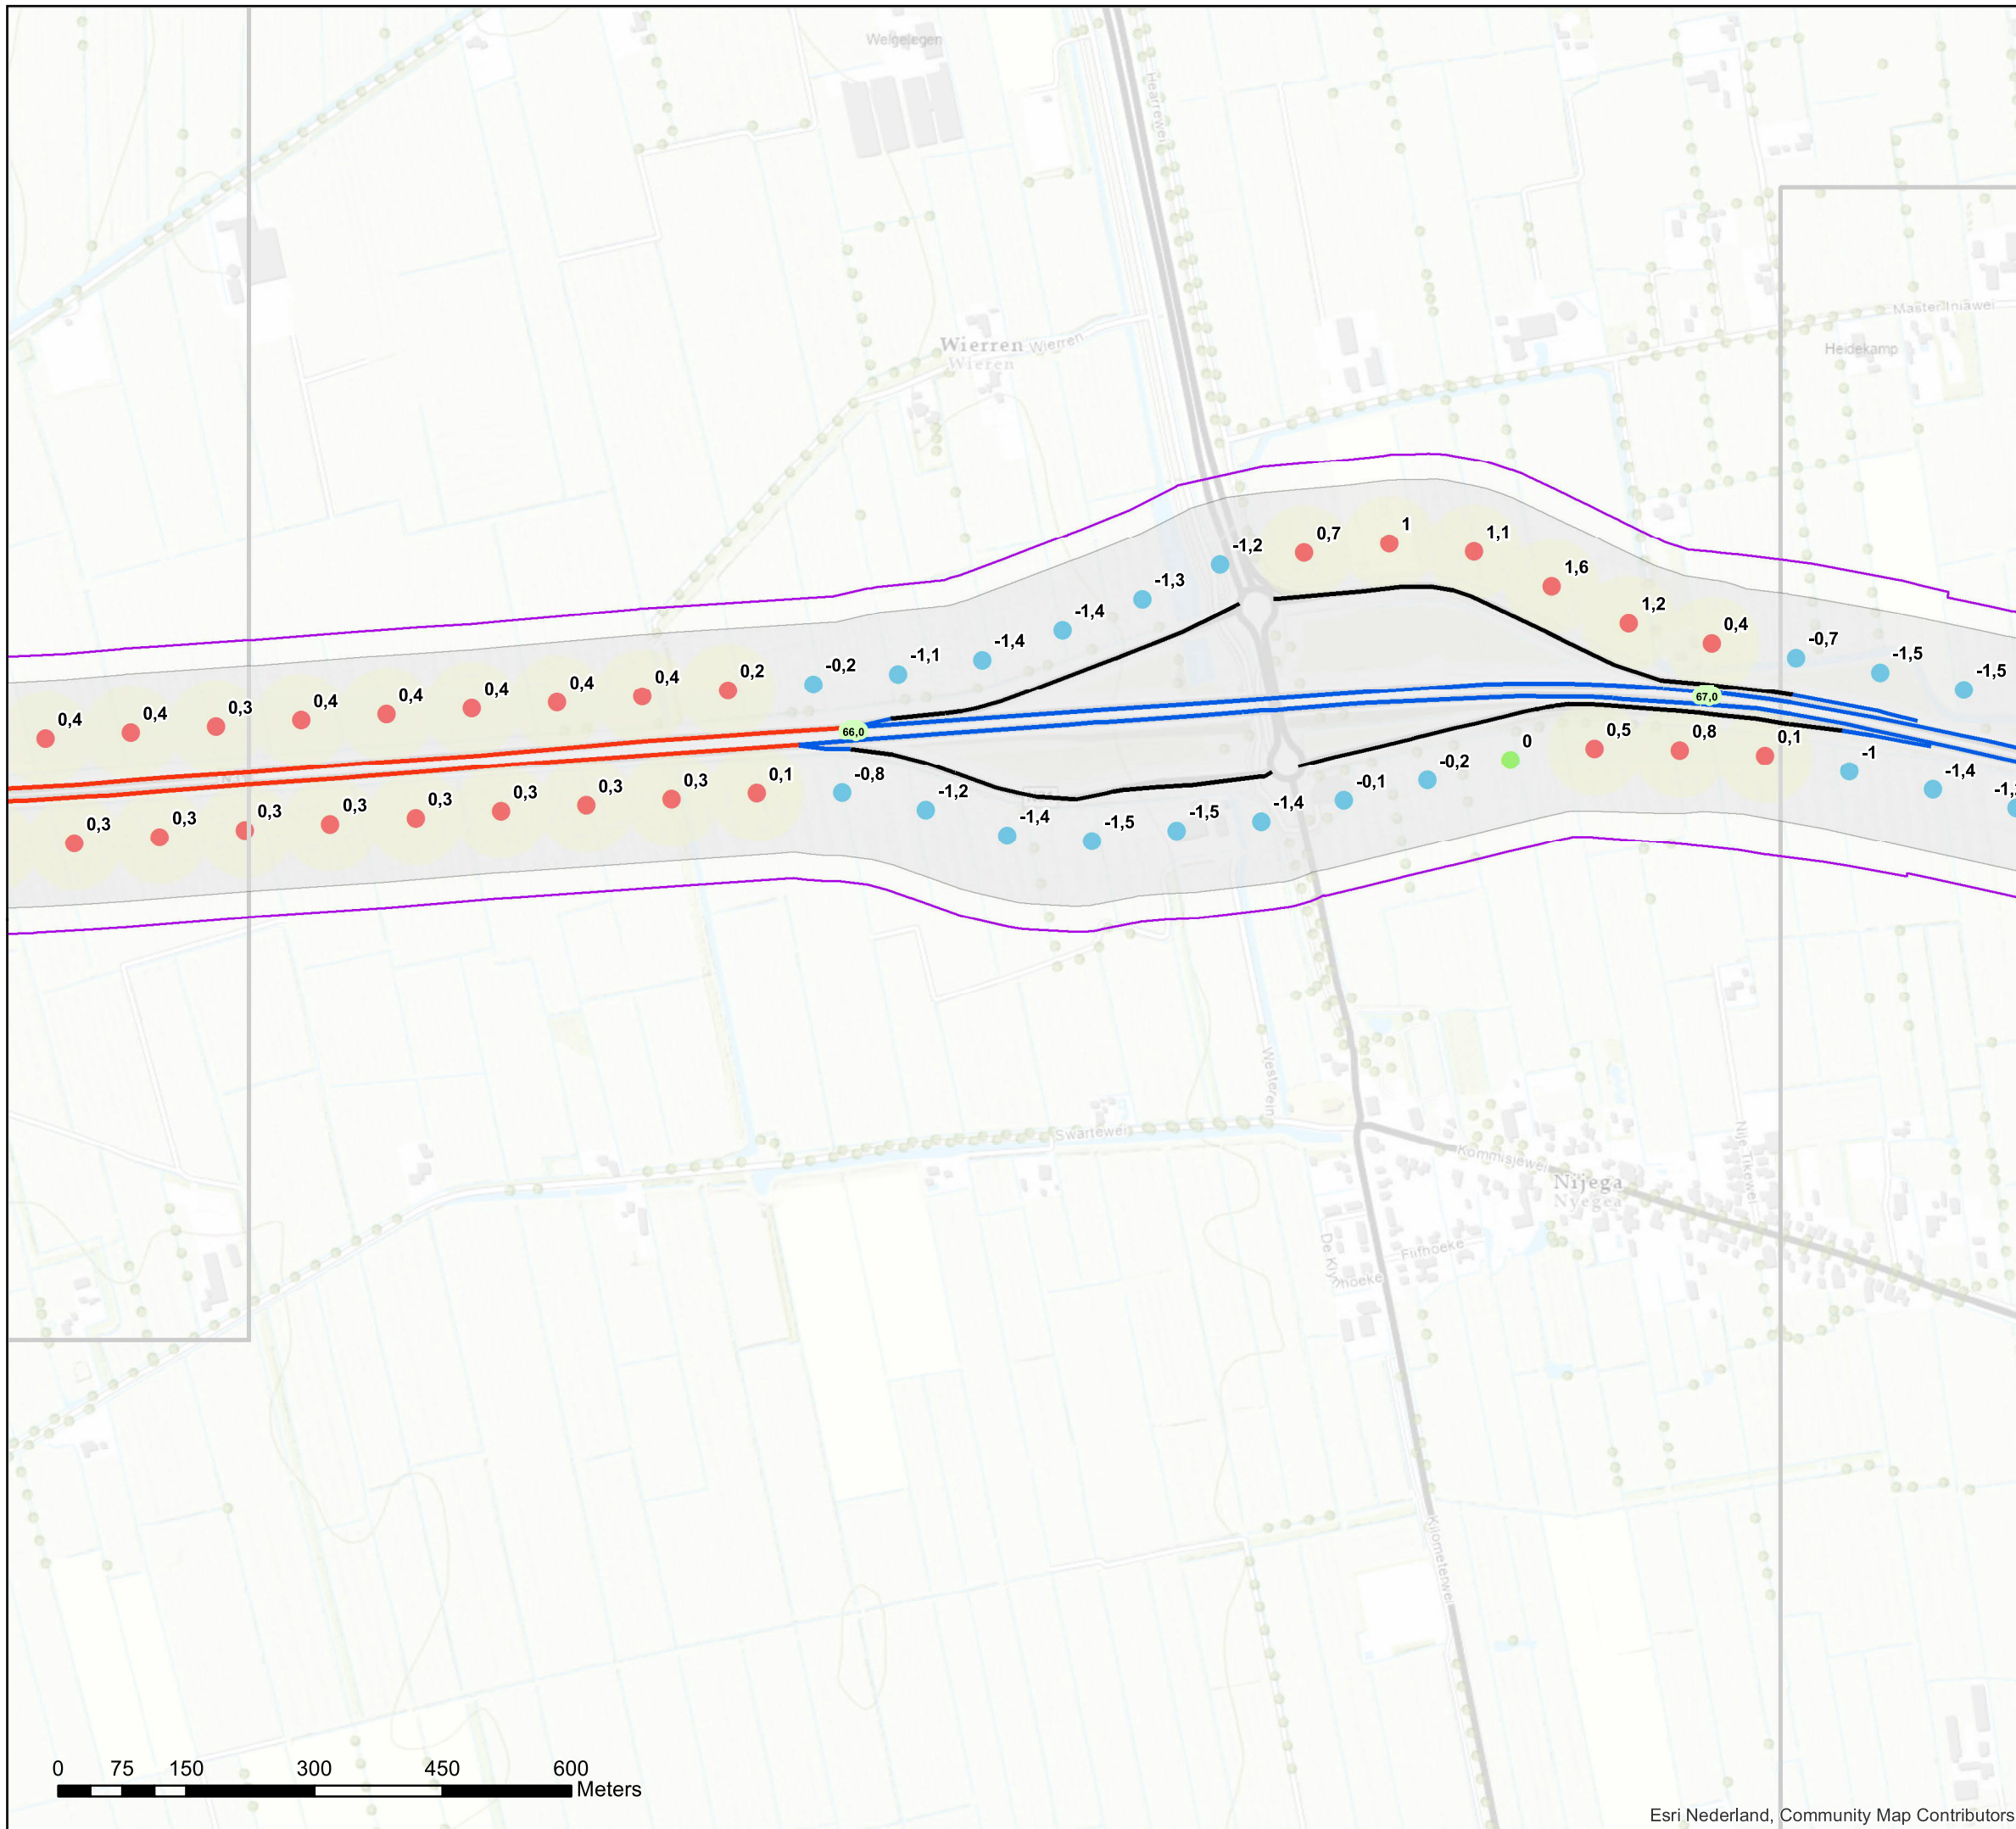 Welgelegen
Hearrewei
Master Iniawei
Wierren
Wierren
Wieren
Heidekamp
-1,2
0,7
1
1,1
-1,3
1,6
-1,4
1,2
-1,4
0,4
-0,7
-1,5
-1,5
-1,1
-0,2
0,2
0,4
0,4
0,4
0,4
0,4
0,3
0,4
0,4
66,0
67,0
0
0,5
0,8
0,1
-1
-1,4
-0,2
-0,1
-1,4
-1,5
-1,5
-1,4
-1,2
-0,8
0,1
0,3
0,3
0,3
0,3
0,3
0,3
0,3
0,3
Westerein
Swartewei
Kommisjewei
Nije Tikewei
Nijega
Nyegea
Fiifhoeke
Kilometerwei
0 75 150 300 450 600
Meters
Esri Nederland, Community Map Contributors